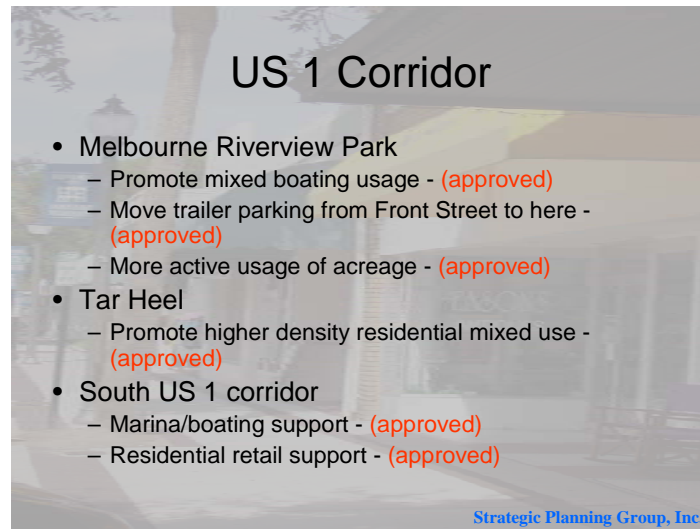 US 1 Corridor
• Melbourne Riverview Park
– Promote mixed boating usage - (approved)
– Move trailer parking from Front Street to here -
(approved)
– More active usage of acreage - (approved)
• Tar Heel
– Promote higher density residential mixed use -
(approved)
• South US 1 corridor
– Marina/boating support - (approved)
– Residential retail support - (approved)
Strategic Planning Group, Inc